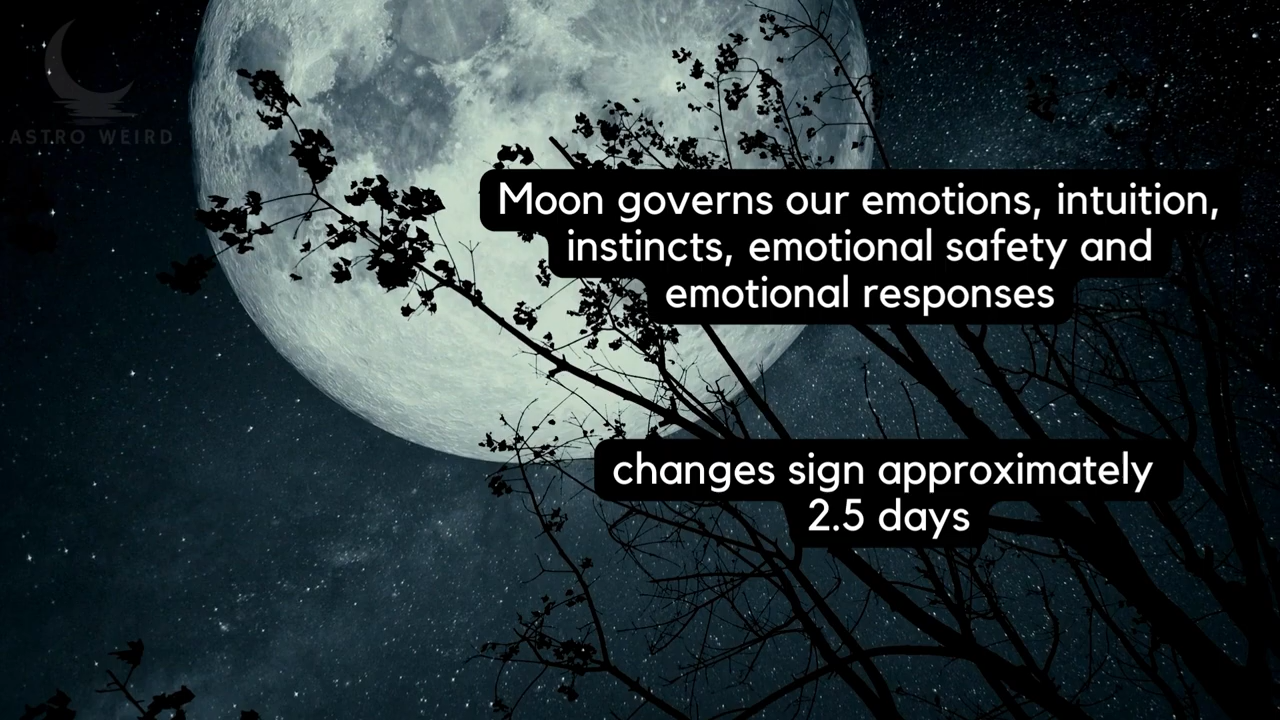 ASTRO WEIRD
Moon governs our emotions, intuition,
instincts, emotional safety and
emotional responses
changes sign approximately
2.5 days